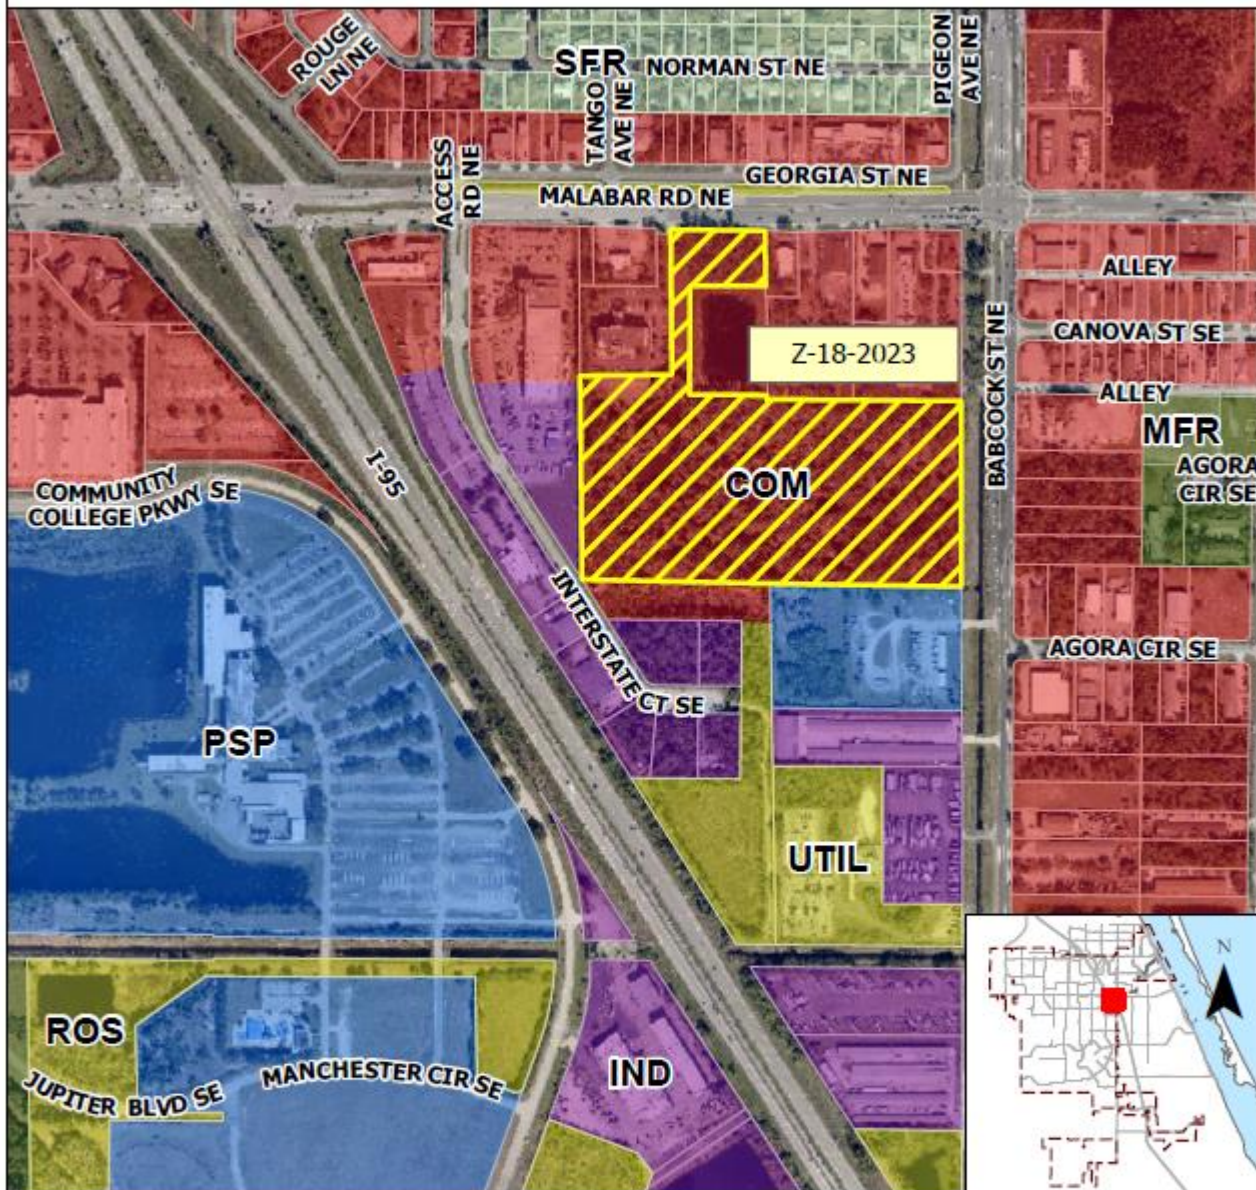 ROUGE
LN NE
SFR
NORMAN ST NE
PIGEON
AVE NE
TANGO
AVE NE
ACCESS
RD NE
GEORGIA ST NE
MALABAR RD NE
ALLEY
CANOVA ST SE
ALLEY
Z-18-2023
BABCOCK ST NE
MFR
AGORA
CIR SE
COM
I-95
COMMUNITY
COLLEGE PKWY SE
INTERSTATE CT SE
AGORA CIR SE
PSP
UTIL
ROS
JUPITER BLVD SE
MANCHESTER CIR SE
IND
N